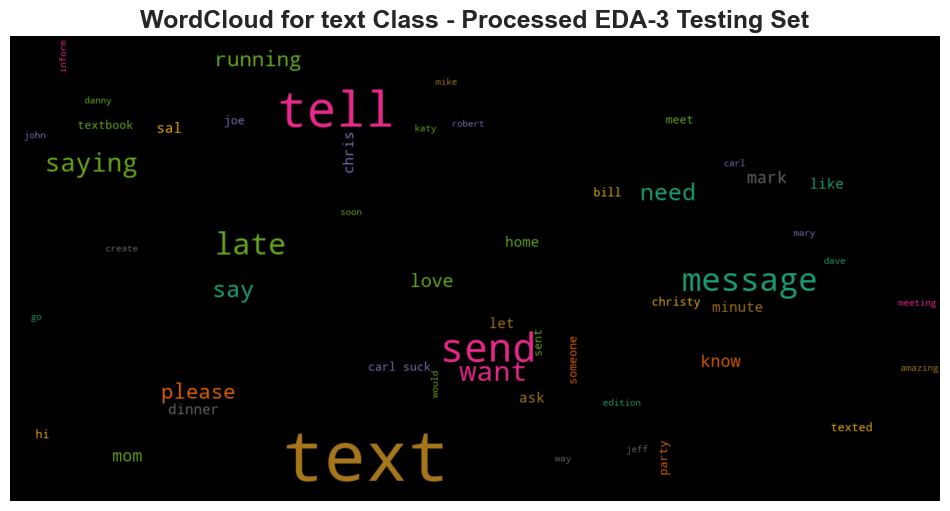 WordCloud for text Class - Processed EDA-3 Testing Set
inform
running
mike
danny
tell
textbook
sal
joe
katy
robert
meet
john
chris
saying
carl
mark
like
bill
need
soon
mary
late
home
create
dave
love
message
say
christy
minute
meeting
go
let
send
sent
someone
know
carl suck
want
amazing
would
please
ask
edition
dinner
hi
texted
text
jeff
party
way
mom